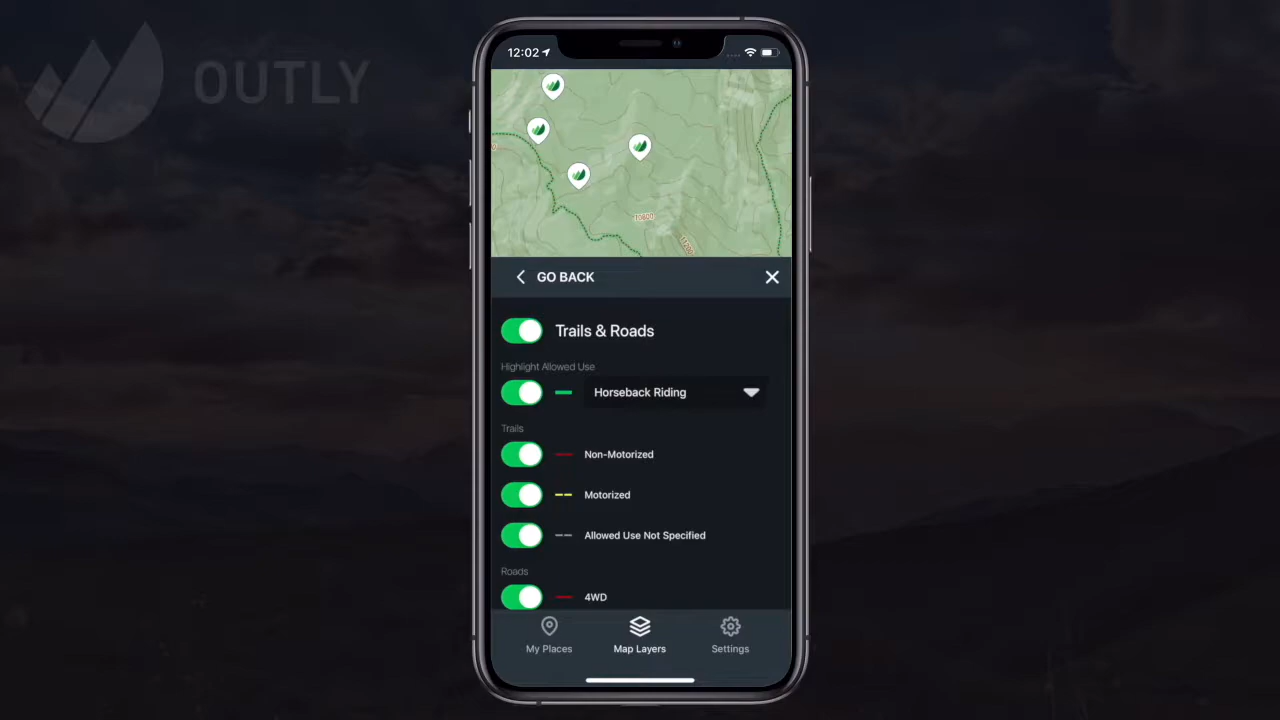 OUTLY
12:02
10800
11200
GO BACK
Trails & Roads
Highlight Allowed Use
Horseback Riding
Trails
Non-Motorized
Motorized
Allowed Use Not Specified
Roads
4WD
My Places
Map Layers
Settings